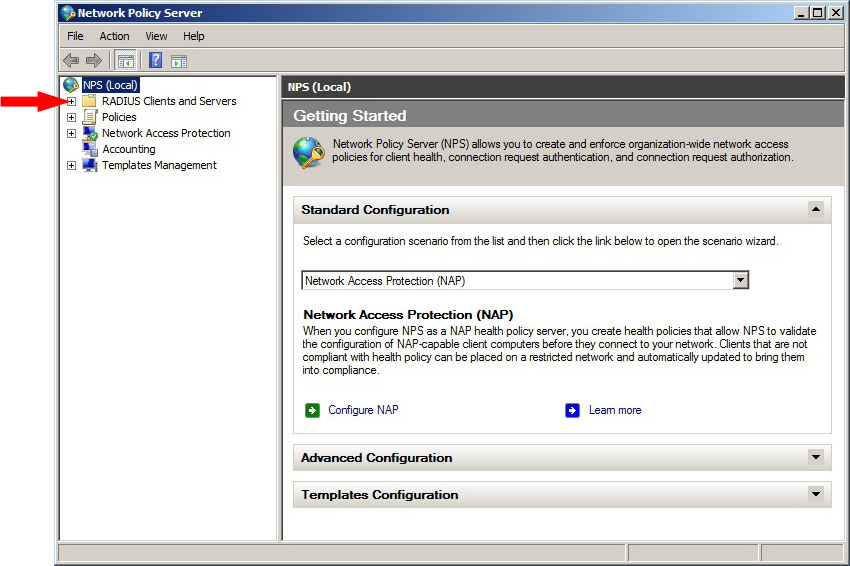 Network Policy Server
File Action View Help
NPS (Local)
RADIUS Clients and Servers
Policies
Network Access Protection
Accounting
Templates Management
NPS (Local)
Getting Started
Network Policy Server (NPS) allows you to create and enforce organization-wide network access
policies for client health, connection request authentication, and connection request authorization.
Standard Configuration
Select a configuration scenario from the list and then click the link below to open the scenario wizard.
Network Access Protection (NAP)
Network Access Protection (NAP)
When you configure NPS as a NAP health policy server, you create health policies that allow NPS to validate
the configuration of NAP-capable client computers before they connect to your network. Clients that are not
compliant with health policy can be placed on a restricted network and automatically updated to bring them
into compliance.
Configure NAP
Learn more
Advanced Configuration
Templates Configuration